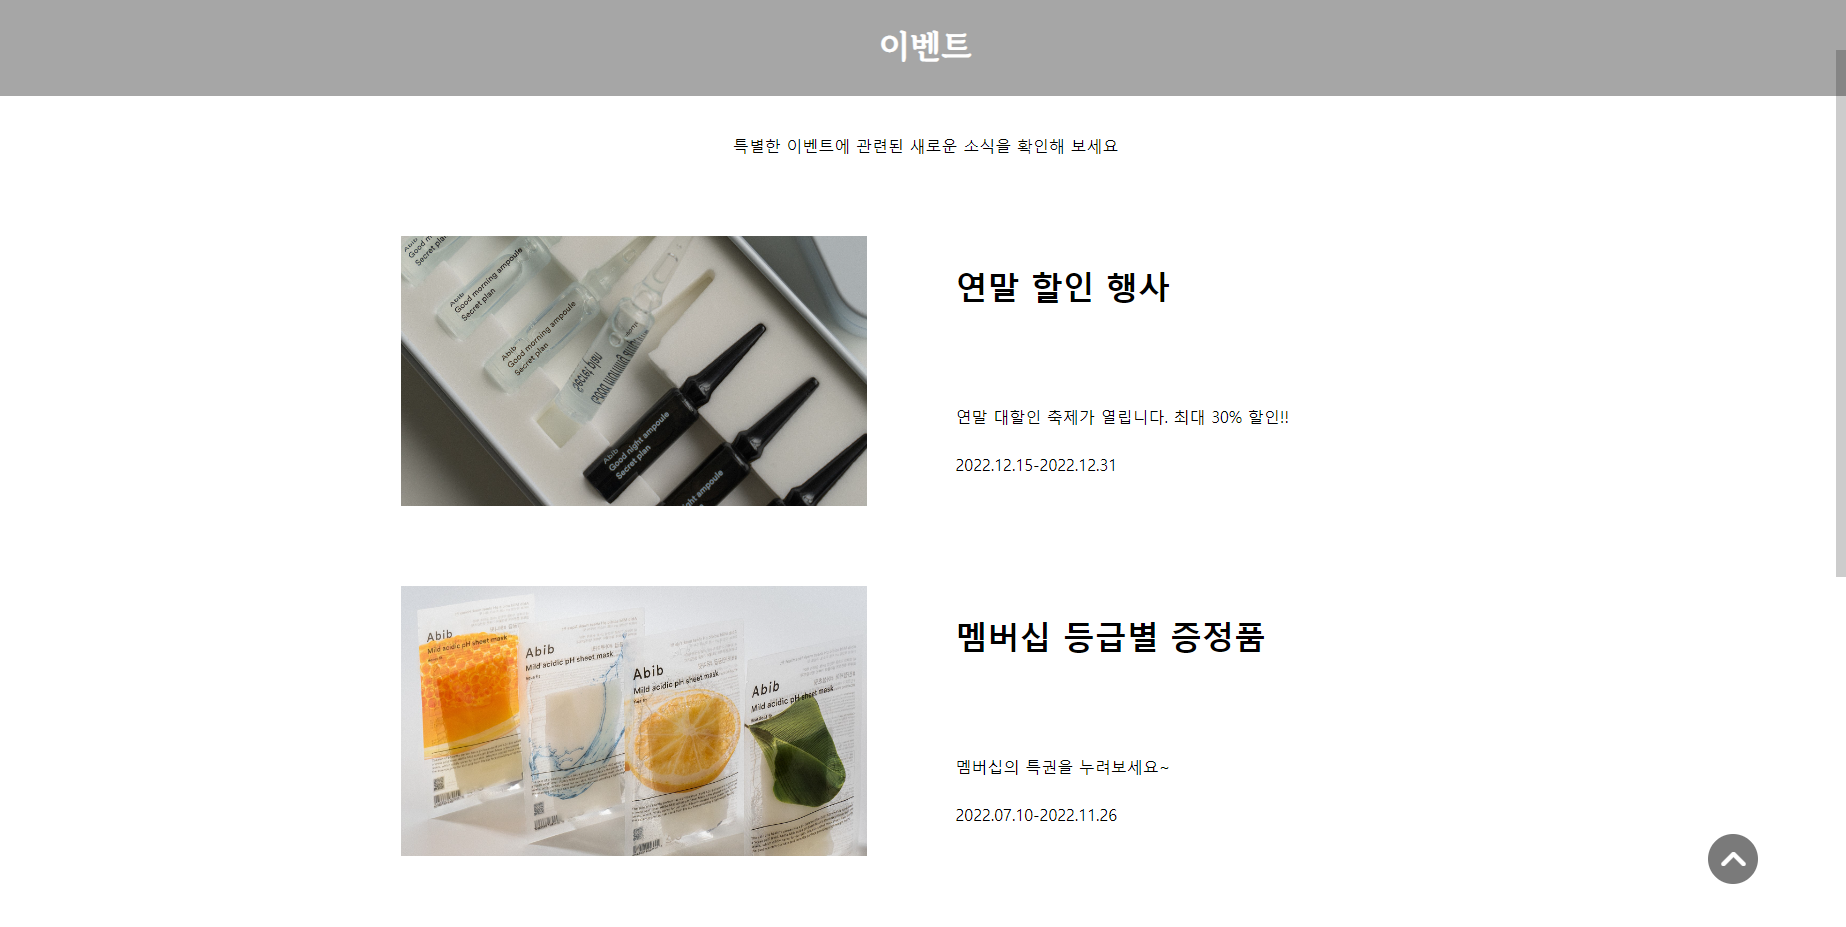 이벤트
특별한 이벤트에 관련된 새로운 소식을 확인해 보세요
Abib
Good morning ampoule
Secret plan
Abib
Good morning ampoule
Secret plan
Abib
Good night ampoule
Secret plan
night ampoule
연말 할인 행사
연말 대할인 축제가 열립니다. 최대 30% 할인!!
2022.12.15-2022.12.31
Abib
Mild acidic pH sheet mask
Abib
Mild acidic pH sheet mask
Abib
Mild acidic pH sheet mask
Abib
Mild acidic pH sheet mask
멤버십 등급별 증정품
멤버십의 특권을 누려보세요~
2022.07.10-2022.11.26